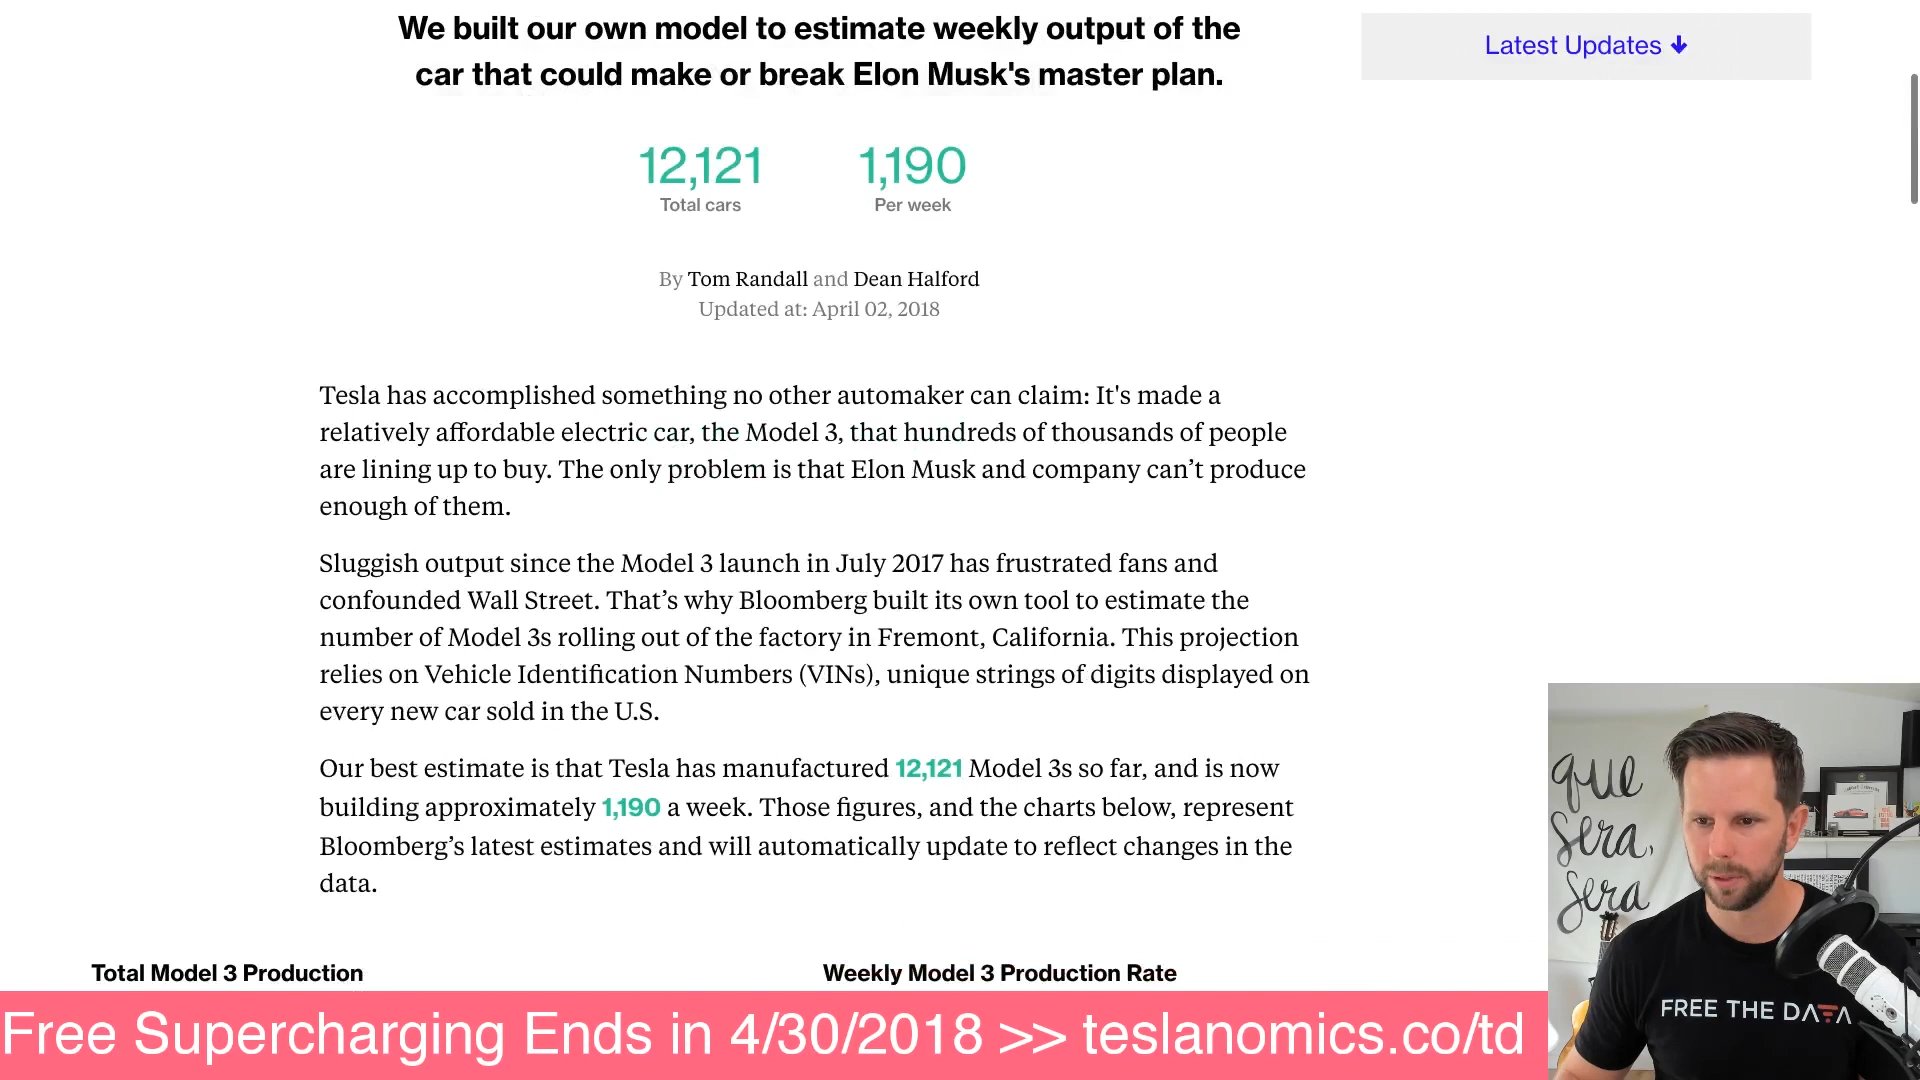 We built our own model to estimate weekly output of the
car that could make or break Elon Musk's master plan.
Latest Updates ↓
12,121
Total cars
1,190
Per week
By Tom Randall and Dean Halford
Updated at: April 02, 2018
Tesla has accomplished something no other automaker can claim: It's made a
relatively affordable electric car, the Model 3, that hundreds of thousands of people
are lining up to buy. The only problem is that Elon Musk and company can’t produce
enough of them.
Sluggish output since the Model 3 launch in July 2017 has frustrated fans and
confounded Wall Street. That’s why Bloomberg built its own tool to estimate the
number of Model 3s rolling out of the factory in Fremont, California. This projection
relies on Vehicle Identification Numbers (VINs), unique strings of digits displayed on
every new car sold in the U.S.
Our best estimate is that Tesla has manufactured 12,121 Model 3s so far, and is now
building approximately 1,190 a week. Those figures, and the charts below, represent
Bloomberg’s latest estimates and will automatically update to reflect changes in the
data.
Total Model 3 Production
Weekly Model 3 Production Rate
Free Supercharging Ends in 4/30/2018 >> teslanomics.co/td
que
sera,
sera
FREE THE DATA